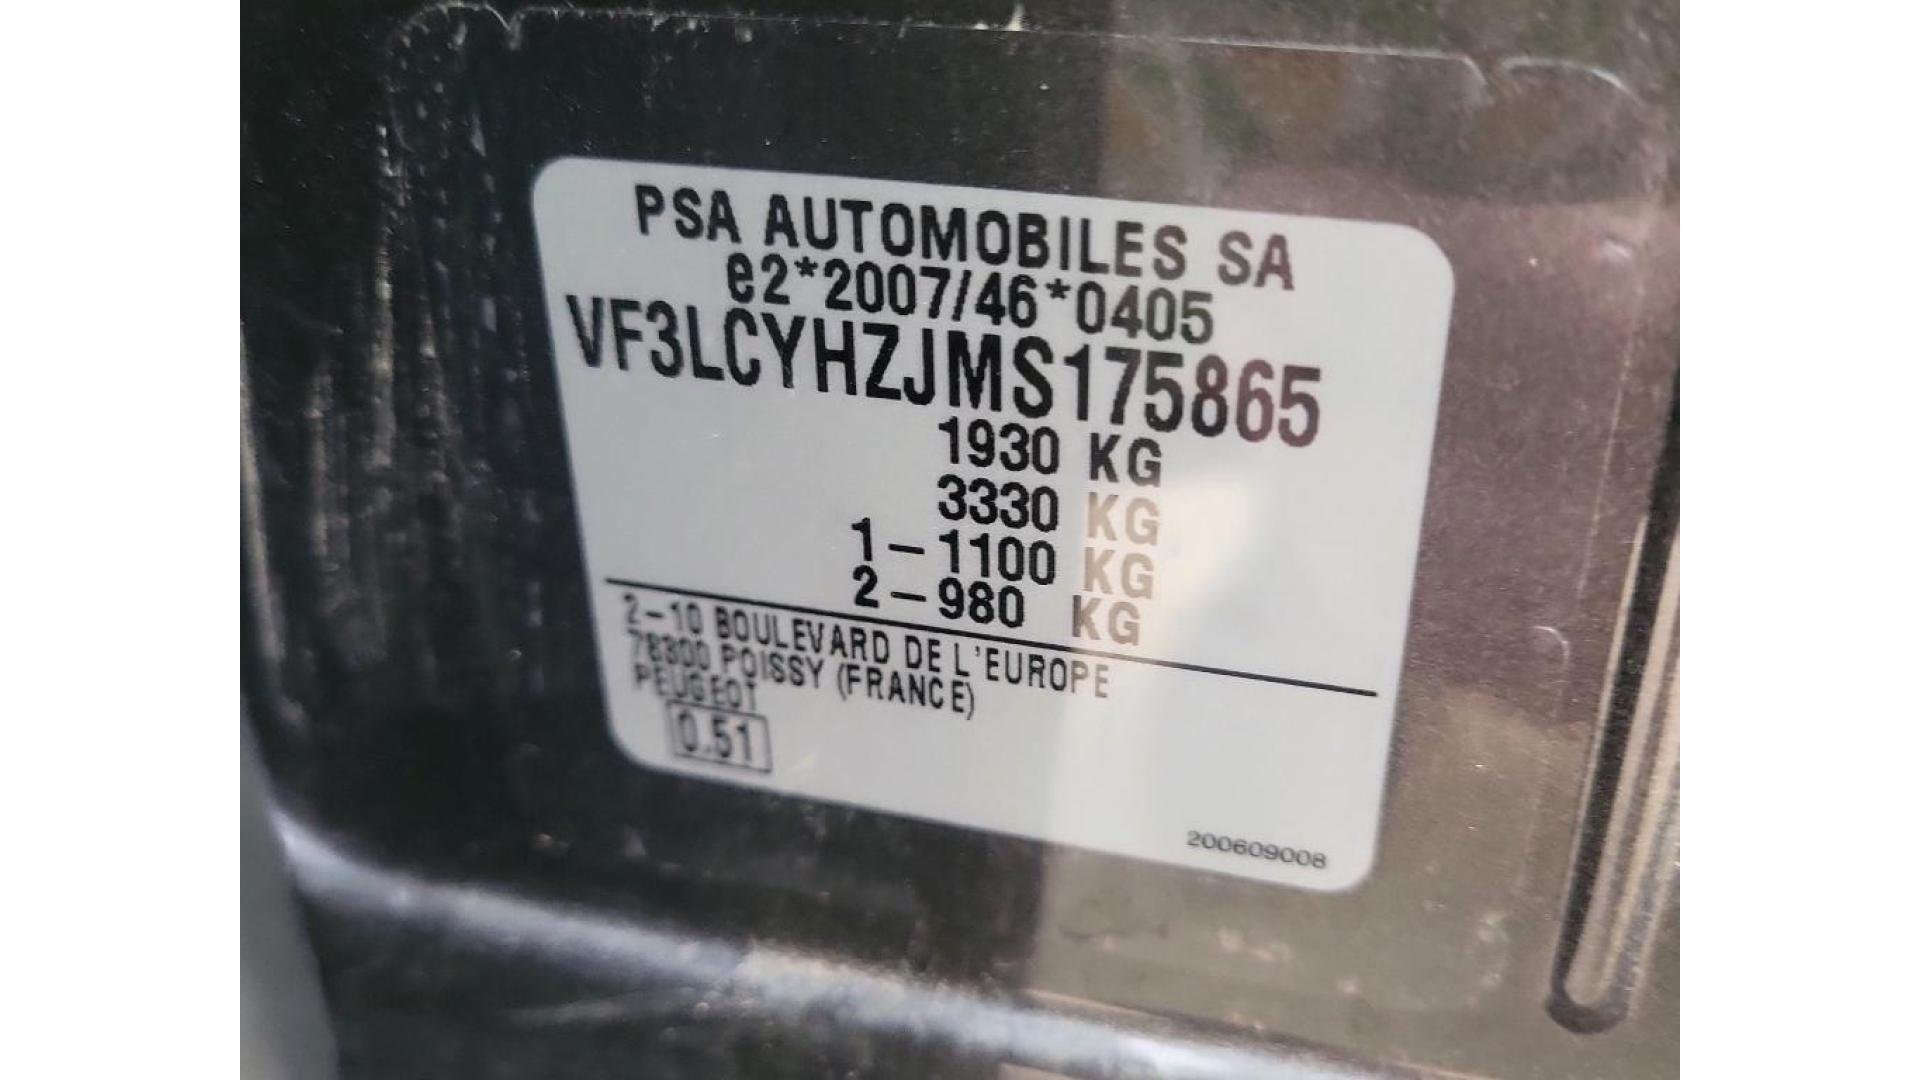 PSA AUTOMOBILES SA
e2*2007/46*0405
VF3LCYHZJMS175865
1930 KG
3330 KG
1-1100 KG
2-980 KG
2-10 BOULEVARD DE L'EUROPE
78300 POISSY (FRANCE)
PEUGEOT
0.51
200609008